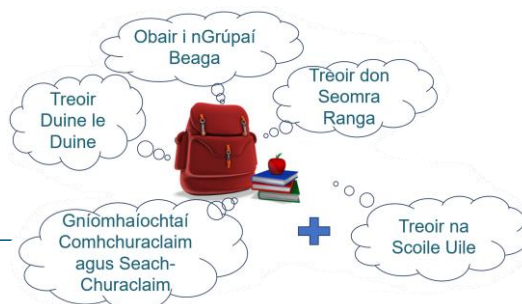 Obair i nGrúpaí
Beaga
Treoir don
Seomra
Ranga
Treoir
Duine le
Duine
Gníomhaíochtaí
Comhchuraclaim
agus Seach-
Churaclaim
Treoir na
Scoile Uile